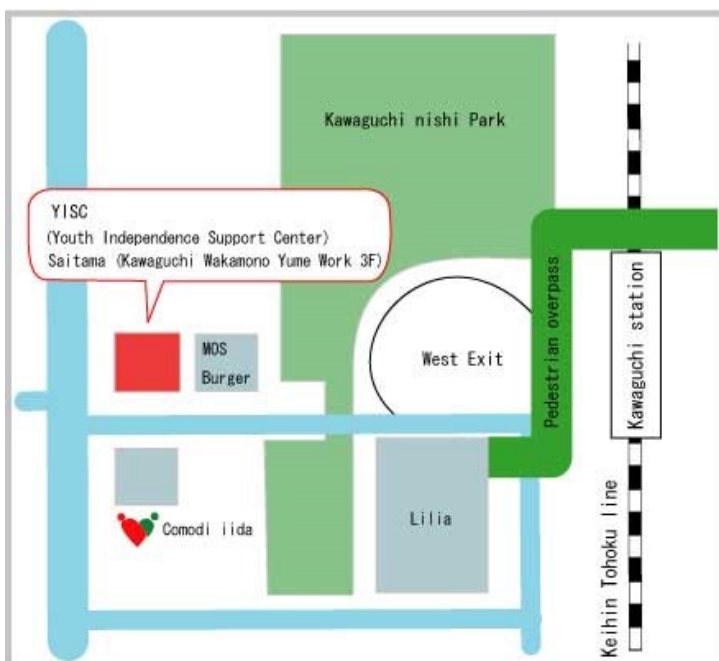 Kawaguchi nishi Park
YISC
(Youth Independence Support Center)
Saitama (Kawaguchi Wakamono Yume Work 3F)
MOS
Burger
West Exit
Pedestrian overpass
Kawaguchi station
Lilia
Comodi iida
Keihin Tohoku line